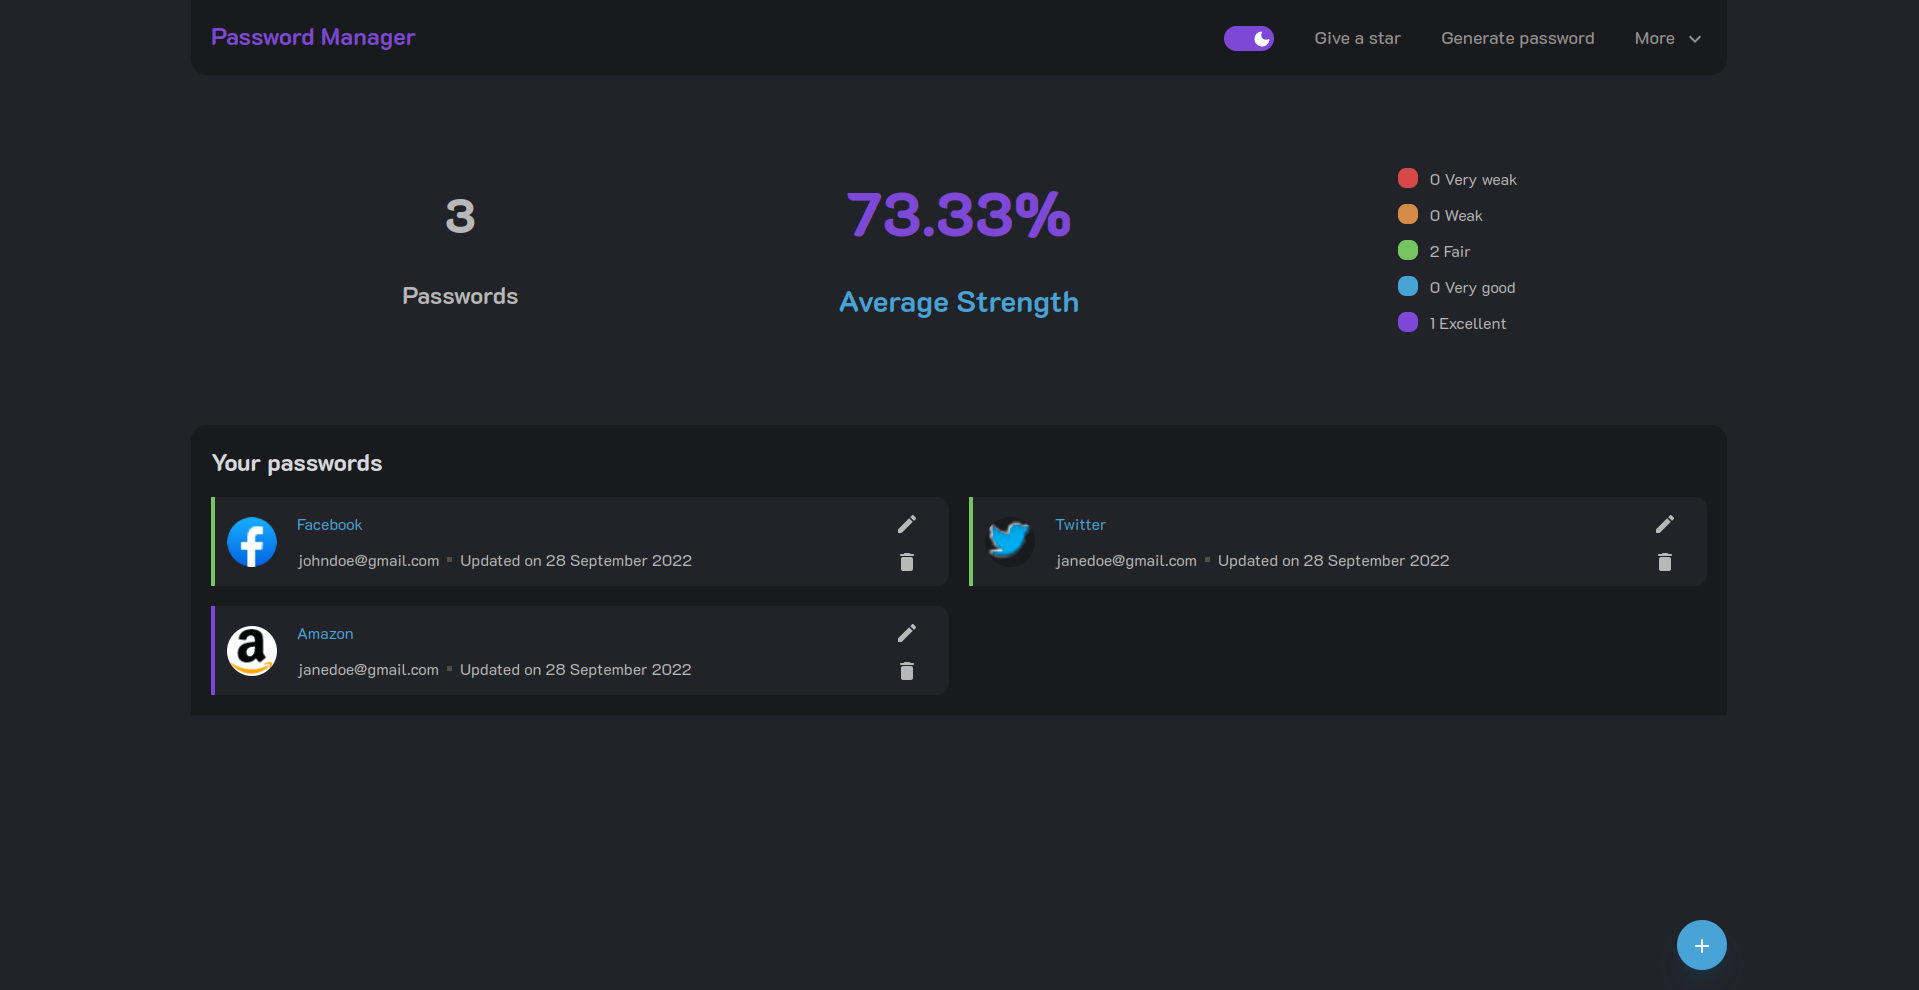 Password Manager
Give a star
Generate password
More
3
Passwords
73.33%
Average Strength
0 Very weak
0 Weak
2 Fair
0 Very good
1 Excellent
Your passwords
Facebook
johndoe@gmail.com ▪ Updated on 28 September 2022
Twitter
janedoe@gmail.com ▪ Updated on 28 September 2022
a
Amazon
janedoe@gmail.com ▪ Updated on 28 September 2022